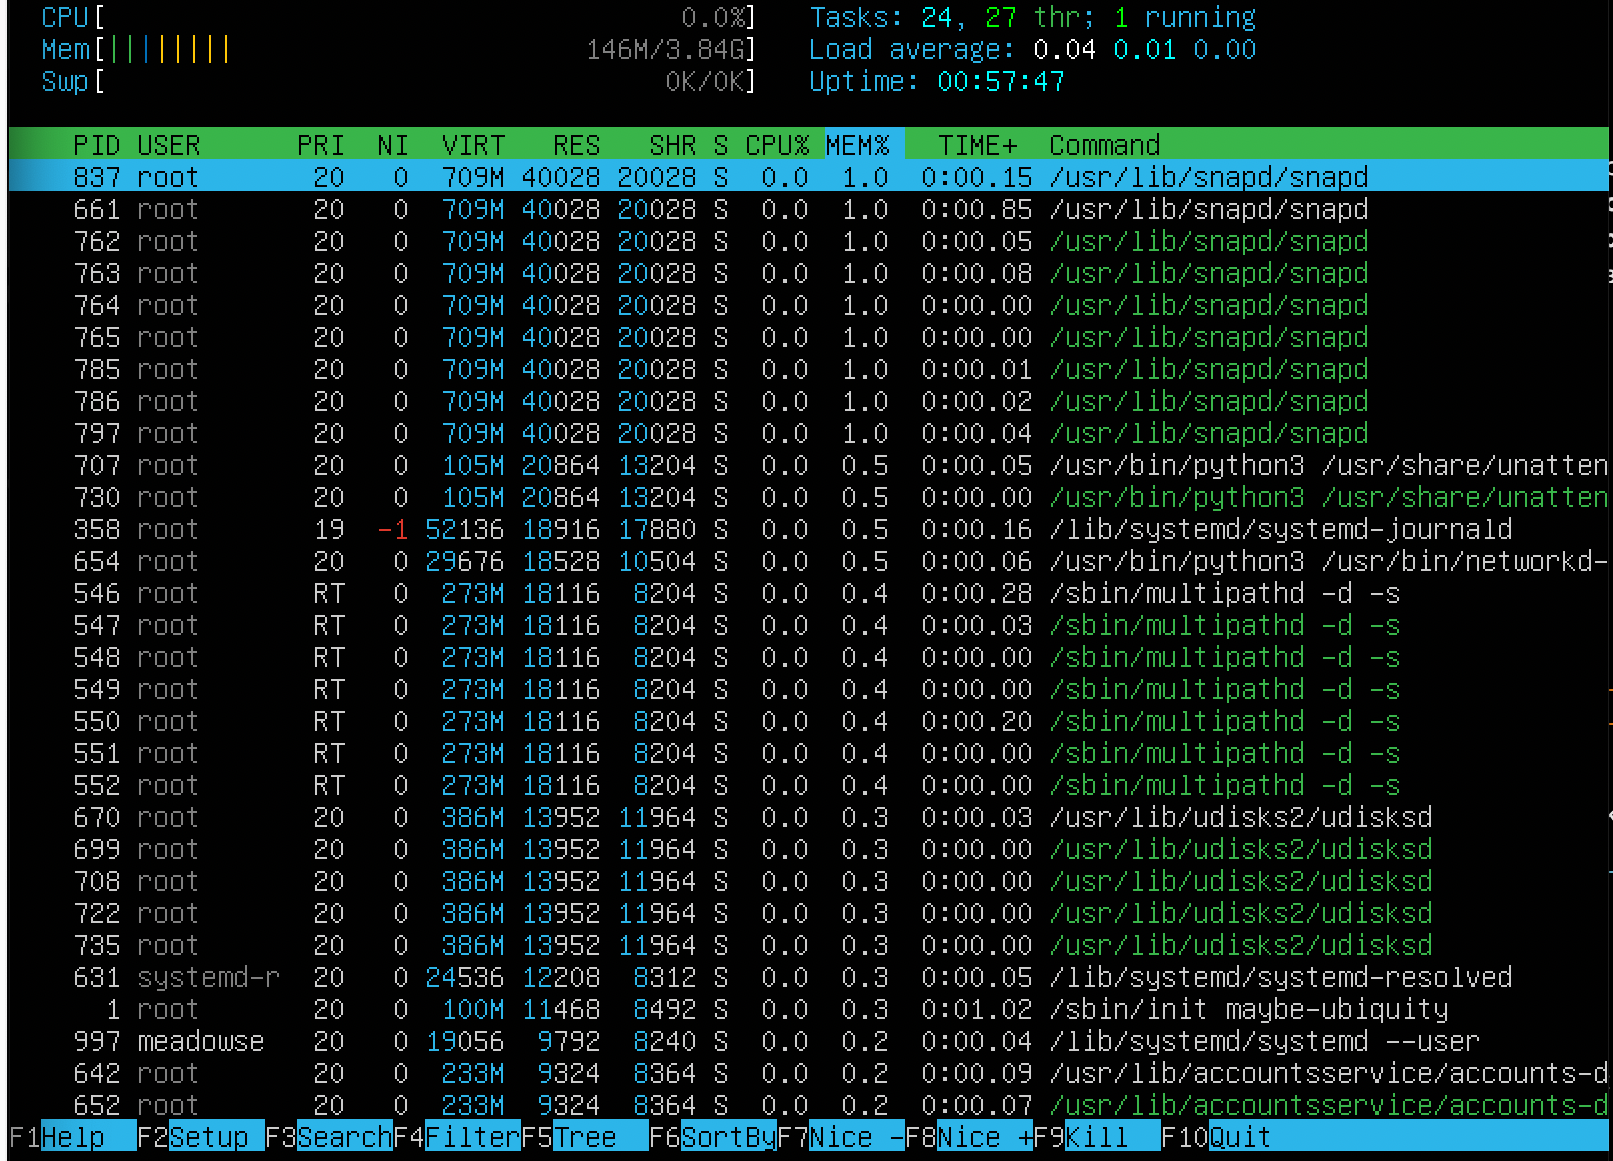 CPU[ 0.0%] Tasks: 24, 27 thr; 1 running
Mem[||||||||| 146M/3.84G] Load average: 0.04 0.01 0.00
Swp[ 0K/0K] Uptime: 00:57:47
PID USER PRI NI VIRT RES SHR S CPU% MEM% TIME+ Command
837 root 20 0 709M 40028 20028 S 0.0 1.0 0:00.15 /usr/lib/snapd/snapd
661 root 20 0 709M 40028 20028 S 0.0 1.0 0:00.85 /usr/lib/snapd/snapd
762 root 20 0 709M 40028 20028 S 0.0 1.0 0:00.05 /usr/lib/snapd/snapd
763 root 20 0 709M 40028 20028 S 0.0 1.0 0:00.08 /usr/lib/snapd/snapd
764 root 20 0 709M 40028 20028 S 0.0 1.0 0:00.00 /usr/lib/snapd/snapd
765 root 20 0 709M 40028 20028 S 0.0 1.0 0:00.00 /usr/lib/snapd/snapd
785 root 20 0 709M 40028 20028 S 0.0 1.0 0:00.01 /usr/lib/snapd/snapd
786 root 20 0 709M 40028 20028 S 0.0 1.0 0:00.02 /usr/lib/snapd/snapd
797 root 20 0 709M 40028 20028 S 0.0 1.0 0:00.04 /usr/lib/snapd/snapd
707 root 20 0 105M 20864 13204 S 0.0 0.5 0:00.05 /usr/bin/python3 /usr/share/unatten
730 root 20 0 105M 20864 13204 S 0.0 0.5 0:00.00 /usr/bin/python3 /usr/share/unatten
358 root 19 -1 52136 18916 17880 S 0.0 0.5 0:00.16 /lib/systemd/systemd-journald
654 root 20 0 29676 18528 10504 S 0.0 0.5 0:00.06 /usr/bin/python3 /usr/bin/networkd-
546 root RT 0 273M 18116 8204 S 0.0 0.4 0:00.28 /sbin/multipathd -d -s
547 root RT 0 273M 18116 8204 S 0.0 0.4 0:00.03 /sbin/multipathd -d -s
548 root RT 0 273M 18116 8204 S 0.0 0.4 0:00.00 /sbin/multipathd -d -s
549 root RT 0 273M 18116 8204 S 0.0 0.4 0:00.00 /sbin/multipathd -d -s
550 root RT 0 273M 18116 8204 S 0.0 0.4 0:00.20 /sbin/multipathd -d -s
551 root RT 0 273M 18116 8204 S 0.0 0.4 0:00.00 /sbin/multipathd -d -s
552 root RT 0 273M 18116 8204 S 0.0 0.4 0:00.00 /sbin/multipathd -d -s
670 root 20 0 386M 13952 11964 S 0.0 0.3 0:00.03 /usr/lib/udisks2/udisksd
699 root 20 0 386M 13952 11964 S 0.0 0.3 0:00.00 /usr/lib/udisks2/udisksd
708 root 20 0 386M 13952 11964 S 0.0 0.3 0:00.00 /usr/lib/udisks2/udisksd
722 root 20 0 386M 13952 11964 S 0.0 0.3 0:00.00 /usr/lib/udisks2/udisksd
735 root 20 0 386M 13952 11964 S 0.0 0.3 0:00.00 /usr/lib/udisks2/udisksd
631 systemd-r 20 0 24536 12208 8312 S 0.0 0.3 0:00.05 /lib/systemd/systemd-resolved
1 root 20 0 100M 11468 8492 S 0.0 0.3 0:01.02 /sbin/init maybe-ubiquity
997 meadowse 20 0 19056 9792 8240 S 0.0 0.2 0:00.04 /lib/systemd/systemd --user
642 root 20 0 233M 9324 8364 S 0.0 0.2 0:00.09 /usr/lib/accountsservice/accounts-d
652 root 20 0 233M 9324 8364 S 0.0 0.2 0:00.07 /usr/lib/accountsservice/accounts-d
F1Help F2Setup F3SearchF4FilterF5Tree F6SortByF7Nice -F8Nice +F9Kill F10Quit